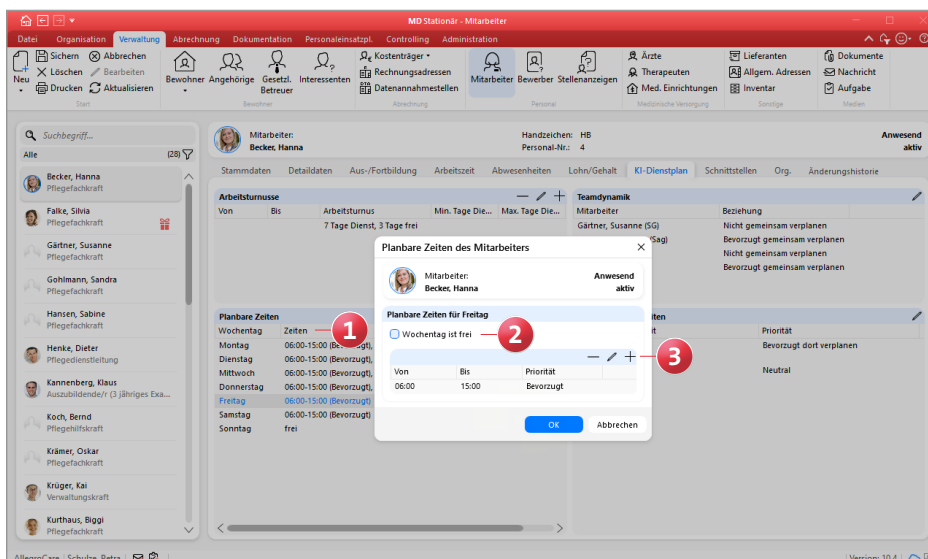 MD Stationär - Mitarbeiter
Datei Organisation Verwaltung Abrechnung Dokumentation Personaleinsatzpl. Controlling Administration
Neu
Sichern Abbrechen
Löschen Bearbeiten
Drucken Aktualisieren
Start
Bewohner Angehörige Gesetzl. Betreuer Interessenten
Bewohner
Kostenträger
Rechnungsadressen
Datenannahmestellen
Abrechnung
Mitarbeiter Bewerber Stellenanzeigen
Personal
Ärzte
Therapeuten
Med. Einrichtungen
Medizinische Versorgung
Lieferanten
Allgem. Adressen
Inventar
Sonstige
Dokumente
Nachricht
Aufgabe
Medien
Suchbegriff...
Alle (28)
Becker, Hanna
Pflegefachkraft
Falke, Silvia
Pflegefachkraft
Gärtner, Susanne
Pflegefachkraft
Gohlmann, Sandra
Pflegefachkraft
Hansen, Sabine
Pflegefachkraft
Henke, Dieter
Pflegedienstleitung
Kannenberg, Klaus
Auszubildende/r (3 jähriges Exa...
Koch, Bernd
Pflegehilfskraft
Krämer, Oskar
Pflegefachkraft
Krüger, Kai
Verwaltungskraft
Kurthaus, Biggi
Pflegefachkraft
Mitarbeiter: Handzeichen: HB Anwesend
Becker, Hanna Personal-Nr.: 4 aktiv
Stammdaten Detaildaten Aus-/Fortbildung Arbeitszeit Abwesenheiten Lohn/Gehalt KI-Dienstplan Schnittstellen Org. Änderungshistorie
Arbeitsturnusse
Von Bis Arbeitsturnus Min. Tage Die... Max. Tage Die...
7 Tage Dienst, 3 Tage frei
Teamdynamik
Mitarbeiter Beziehung
Gärtner, Susanne (SG) Nicht gemeinsam verplanen
(Sag) Bevorzugt gemeinsam verplanen
Nicht gemeinsam verplanen
Bevorzugt gemeinsam verplanen
Planbare Zeiten
Wochentag Zeiten
Montag 06:00-15:00 (Bevorzugt),
Dienstag 06:00-15:00 (Bevorzugt),
Mittwoch 06:00-15:00 (Bevorzugt),
Donnerstag 06:00-15:00 (Bevorzugt),
Freitag 06:00-15:00 (Bevorzugt)
Samstag 06:00-15:00 (Bevorzugt)
Sonntag frei
Priorität
Bevorzugt dort verplanen
Neutral
Planbare Zeiten des Mitarbeiters
Mitarbeiter: Anwesend
Becker, Hanna aktiv
Planbare Zeiten für Freitag
Wochentag ist frei
Von Bis Priorität
06:00 15:00 Bevorzugt
OK Abbrechen
1
2
3
AllegroCare Schulze, Petra
Version: 10.4